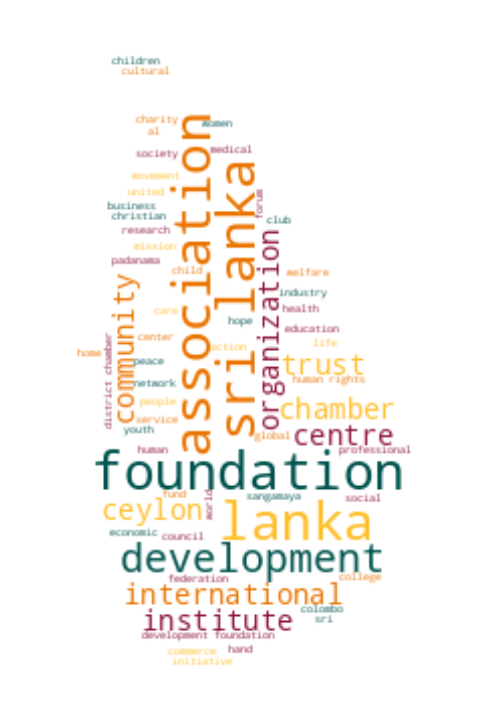 children
cultural
charity
women
al
association
society
medical
sri lanka
movement
united
forum
business
christian
club
research
organization
mission
padanama
child
welfare
community
industry
care
health
hope
education
district chamber
center
life
action
home
peace
trust
network
human rights
people
chamber
service
youth
global
centre
human
professional
foundation
fund
world
sangamaya
social
ceylon
lanka
economic
council
development
federation
college
international
colombo
institute
sri
development foundation
hand
commerce
initiative